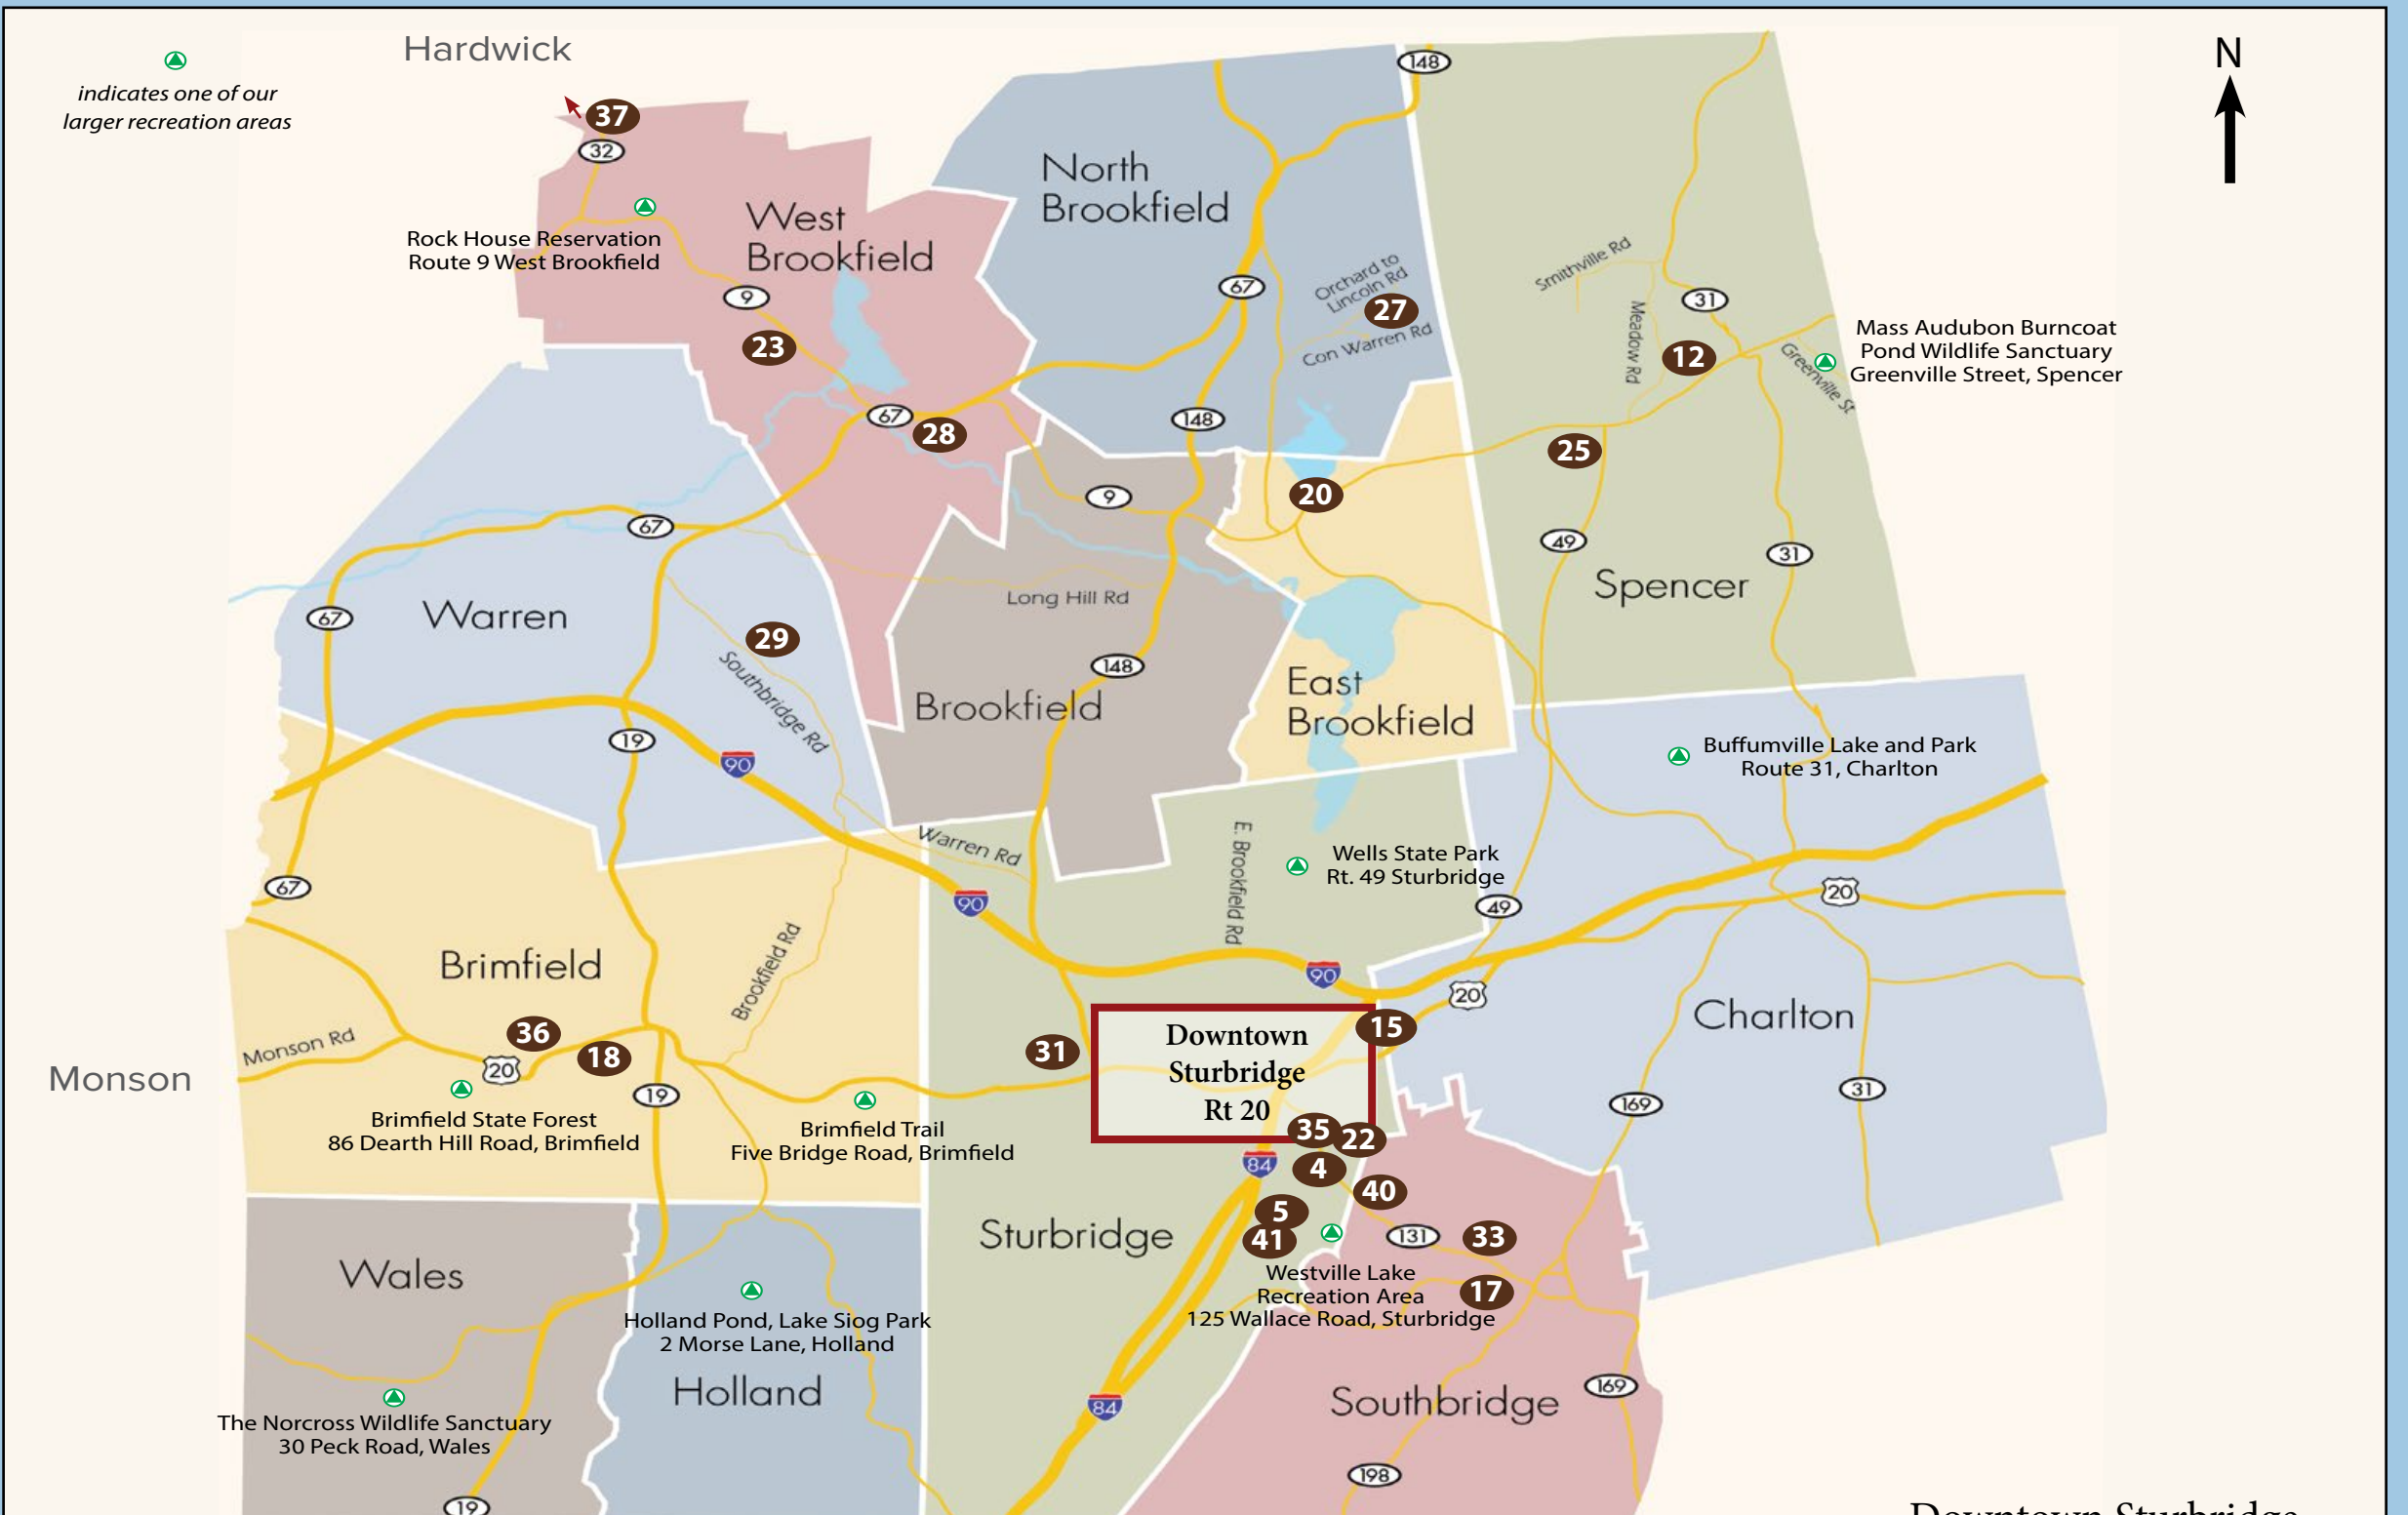 Hardwick
indicates one of our
larger recreation areas
N
148
37
32
North
Brookfield
West
Brookfield
Rock House Reservation
Route 9 West Brookfield
Smithville Rd
Orchard to
Lincoln Rd
67
9
31
27
Meadow Rd
Con Warren Rd
23
12
Greenville St
Mass Audubon Burncoat
Pond Wildlife Sanctuary
Greenville Street, Spencer
67
28
148
25
9
20
67
49
31
Spencer
Long Hill Rd
67
Warren
29
Southbridge Rd
148
Brookfield
East
Brookfield
19
90
Buffumville Lake and Park
Route 31, Charlton
Warren Rd
E. Brookfield Rd
Wells State Park
Rt. 49 Sturbridge
67
90
49
20
Brimfield
Brookfield Rd
90
20
Charlton
Monson Rd
36
18
20
31
Downtown
Sturbridge
Rt 20
15
Monson
19
169
31
Brimfield State Forest
86 Dearth Hill Road, Brimfield
Brimfield Trail
Five Bridge Road, Brimfield
35
22
84
4
40
5
41
131
33
Sturbridge
Wales
Westville Lake
Recreation Area
125 Wallace Road, Sturbridge
17
Holland Pond, Lake Siog Park
2 Morse Lane, Holland
Holland
84
Southbridge
169
The Norcross Wildlife Sanctuary
30 Peck Road, Wales
198
19
Downtown Sturbridge